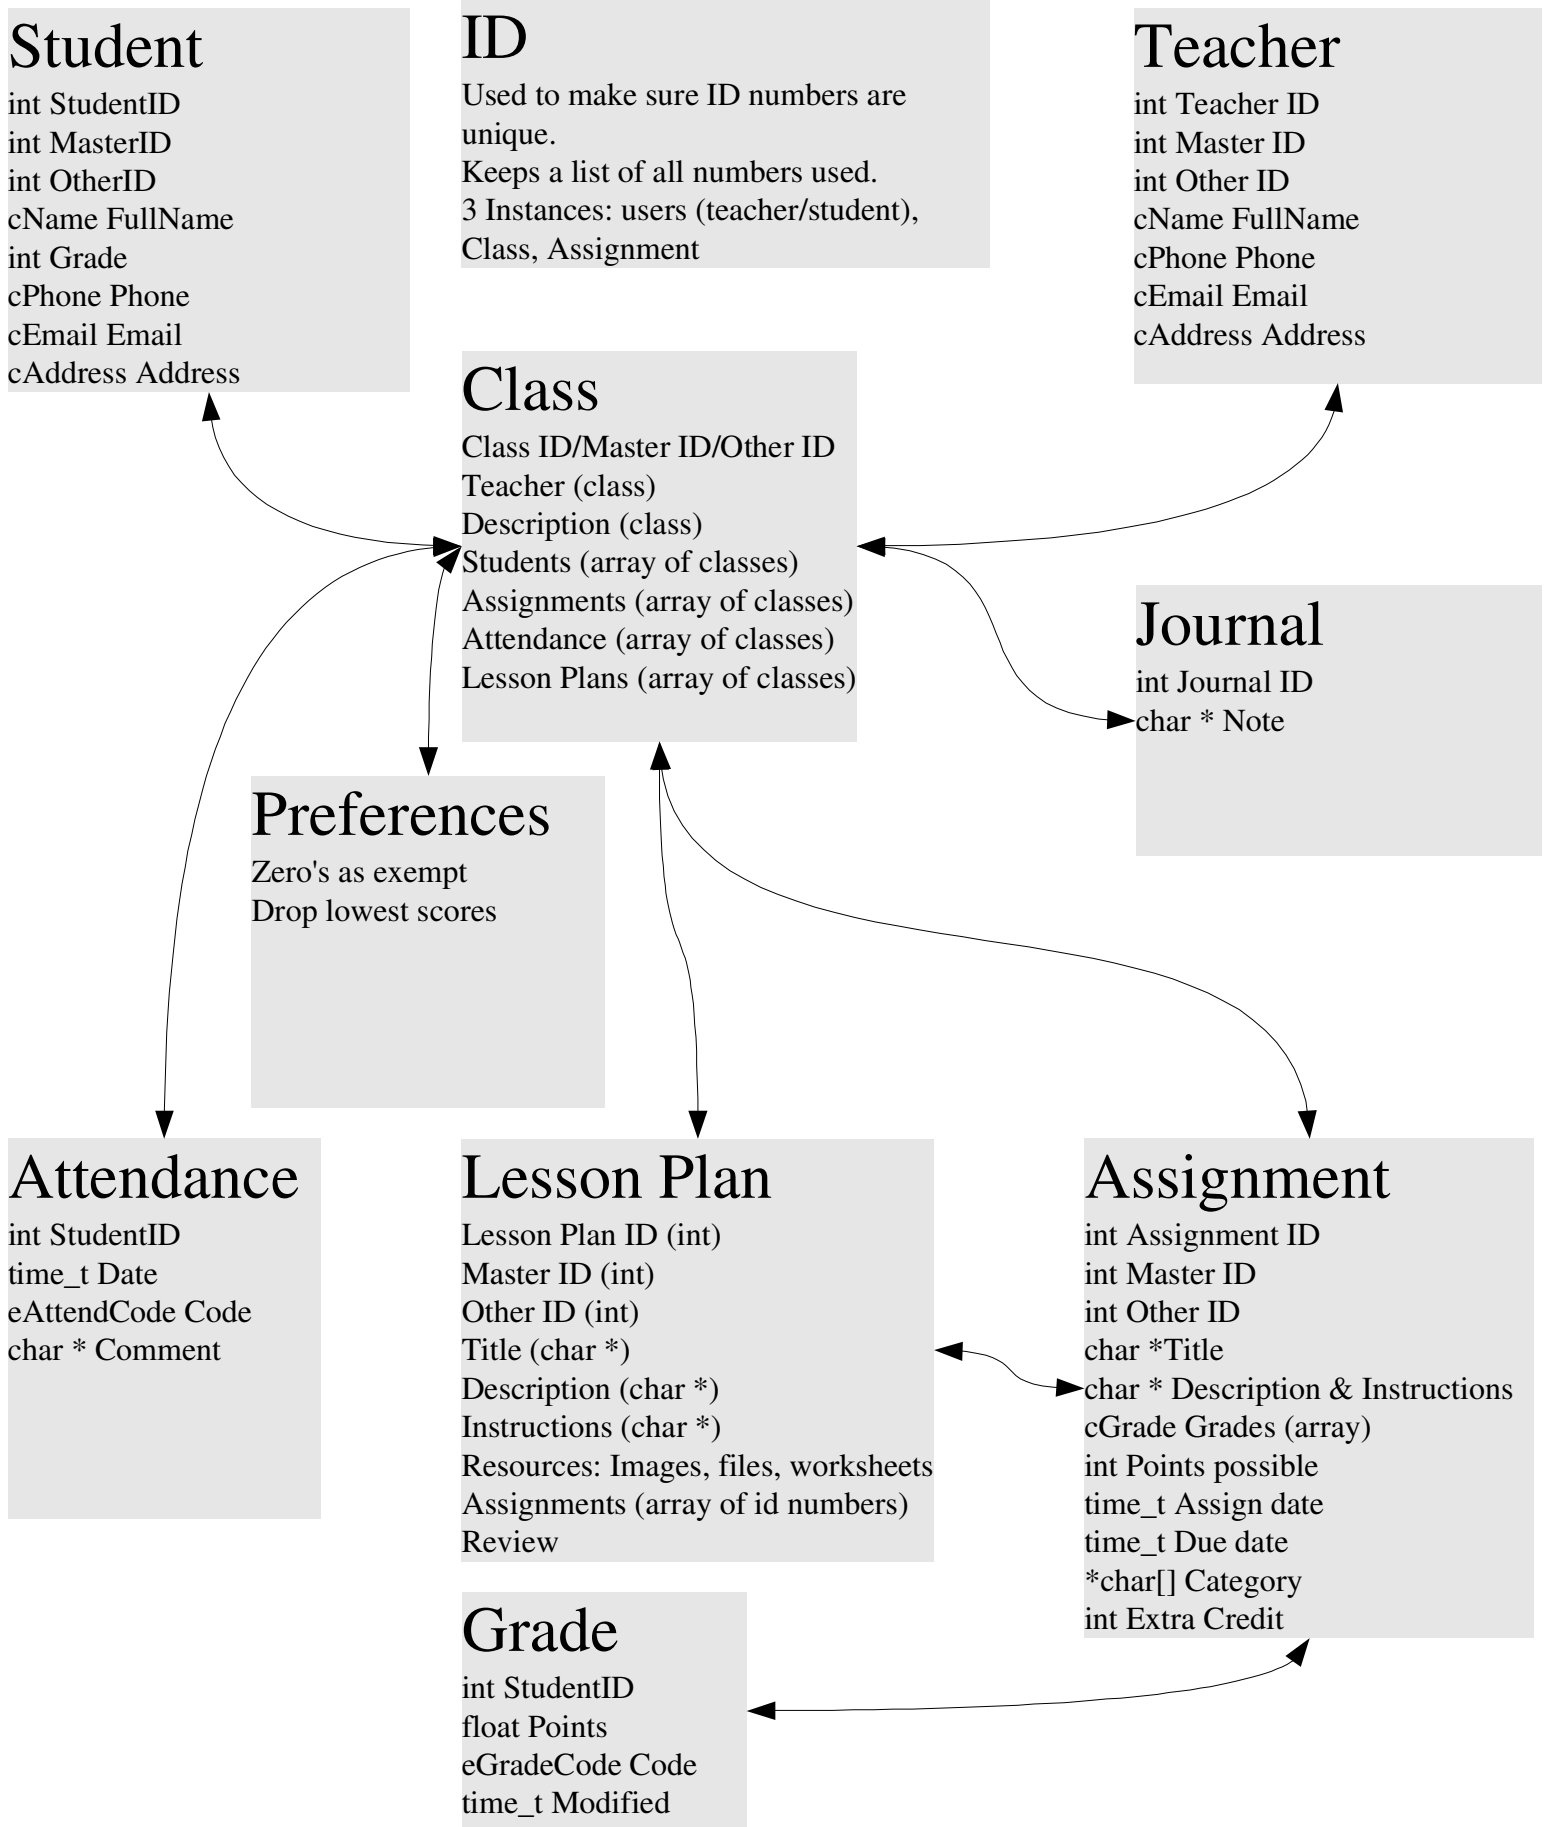 Student
int StudentID
int MasterID
int OtherID
cName FullName
int Grade
cPhone Phone
cEmail Email
cAddress Address
ID
Used to make sure ID numbers are
unique.
Keeps a list of all numbers used.
3 Instances: users (teacher/student),
Class, Assignment
Teacher
int Teacher ID
int Master ID
int Other ID
cName FullName
cPhone Phone
cEmail Email
cAddress Address
Class
Class ID/Master ID/Other ID
Teacher (class)
Description (class)
Students (array of classes)
Assignments (array of classes)
Attendance (array of classes)
Lesson Plans (array of classes)
Journal
int Journal ID
char * Note
Preferences
Zero's as exempt
Drop lowest scores
Attendance
int StudentID
time_t Date
eAttendCode Code
char * Comment
Lesson Plan
Lesson Plan ID (int)
Master ID (int)
Other ID (int)
Title (char *)
Description (char *)
Instructions (char *)
Resources: Images, files, worksheets
Assignments (array of id numbers)
Review
Assignment
int Assignment ID
int Master ID
int Other ID
char *Title
char * Description & Instructions
cGrade Grades (array)
int Points possible
time_t Assign date
time_t Due date
*char[] Category
int Extra Credit
Grade
int StudentID
float Points
eGradeCode Code
time_t Modified